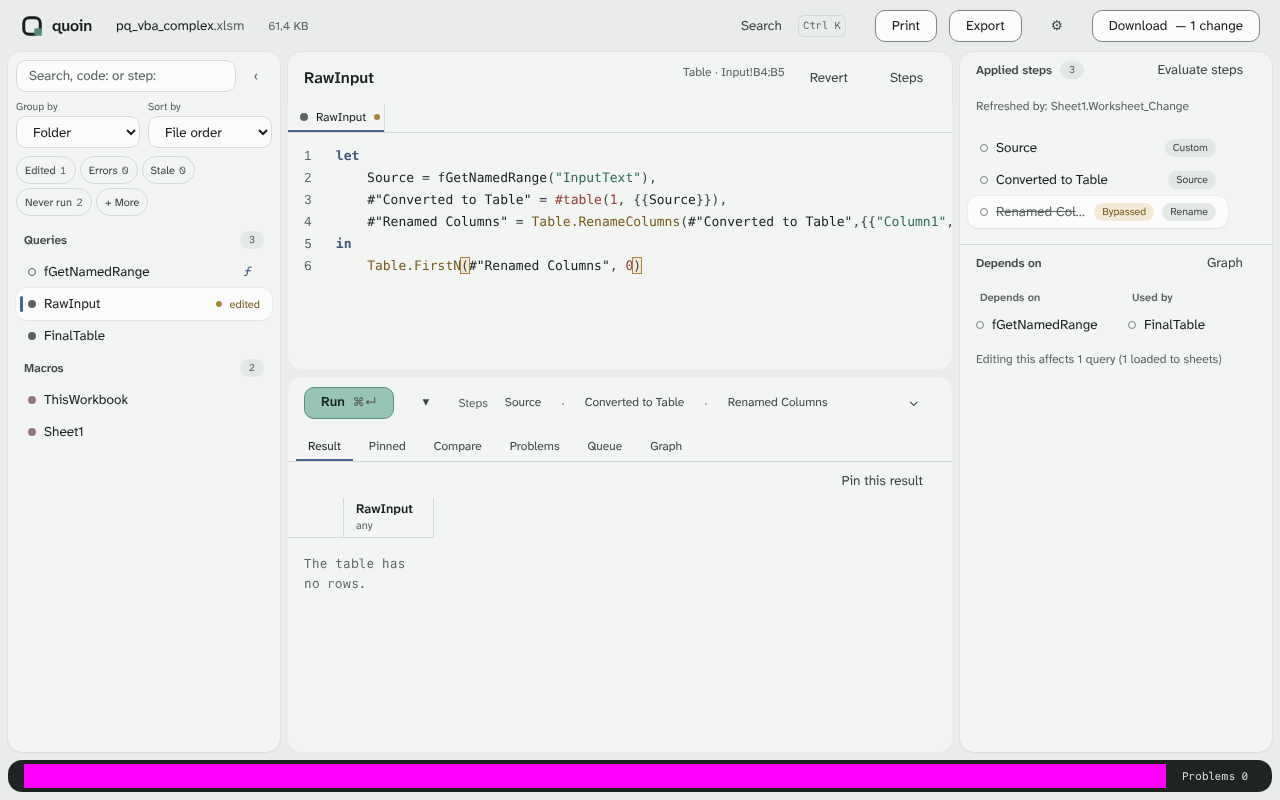 quoin
pq_vba_complex.xlsm
61.4 KB
Search
Ctrl K
Print
Export
Download — 1 change
Search, code: or step:
Group by
Sort by
Folder
File order
Edited 1
Errors 0
Stale 0
Never run 2
+ More
Queries
3
fGetNamedRange
RawInput
edited
FinalTable
Macros
2
ThisWorkbook
Sheet1
RawInput
Table · Input!B4:B5
Revert
Steps
RawInput
1 let
2 Source = fGetNamedRange("InputText"),
3 #"Converted to Table" = #table(1, {{Source}}),
4 #"Renamed Columns" = Table.RenameColumns(#"Converted to Table",{{"Column1",
5 in
6 Table.FirstN(#"Renamed Columns", 0)
Run ⌘↵
Steps
Source
·
Converted to Table
·
Renamed Columns
Result
Pinned
Compare
Problems
Queue
Graph
Pin this result
RawInput
any
The table has
no rows.
Applied steps
3
Evaluate steps
Refreshed by: Sheet1.Worksheet_Change
Source
Custom
Converted to Table
Source
Renamed Col…
Bypassed
Rename
Depends on
Graph
Depends on
Used by
fGetNamedRange
FinalTable
Editing this affects 1 query (1 loaded to sheets)
Problems 0